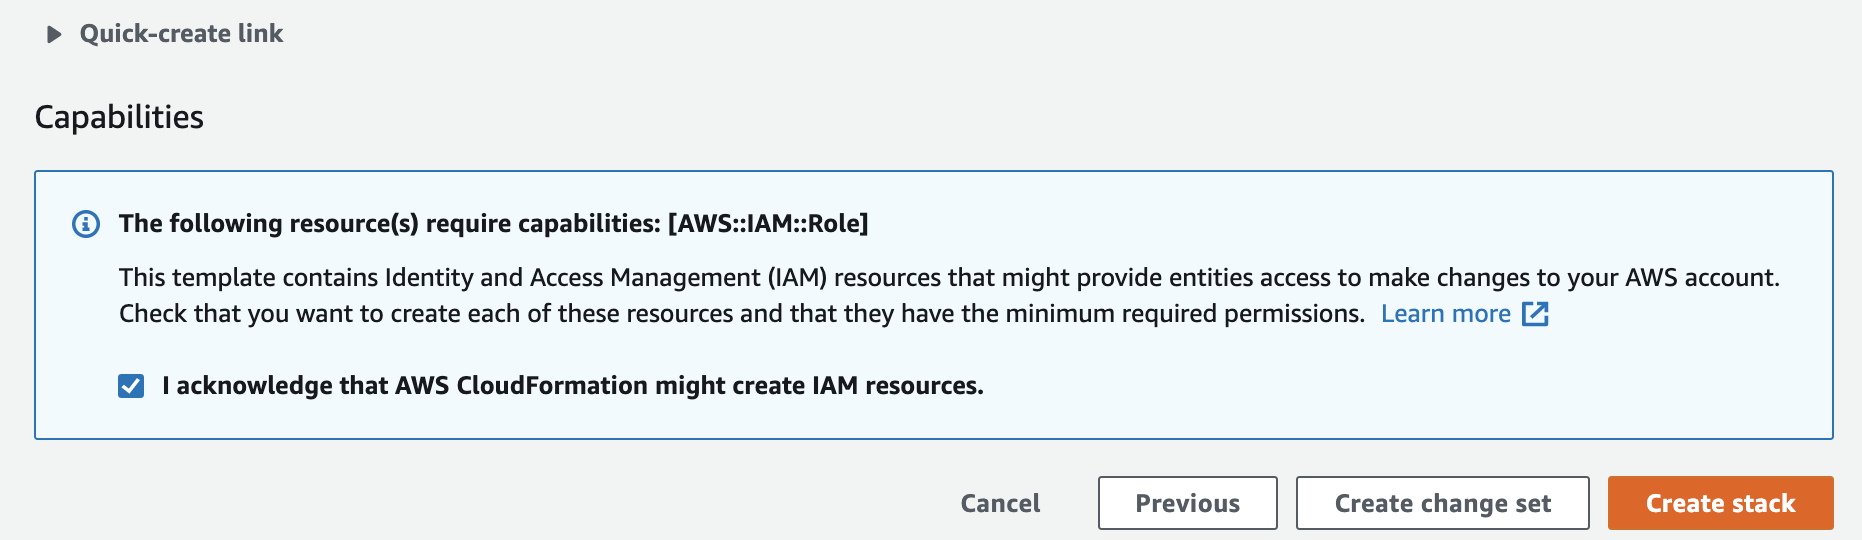 Quick-create link
Capabilities
The following resource(s) require capabilities: [AWS::IAM::Role]
This template contains Identity and Access Management (IAM) resources that might provide entities access to make changes to your AWS account.
Check that you want to create each of these resources and that they have the minimum required permissions. Learn more
I acknowledge that AWS CloudFormation might create IAM resources.
Cancel Previous Create change set Create stack